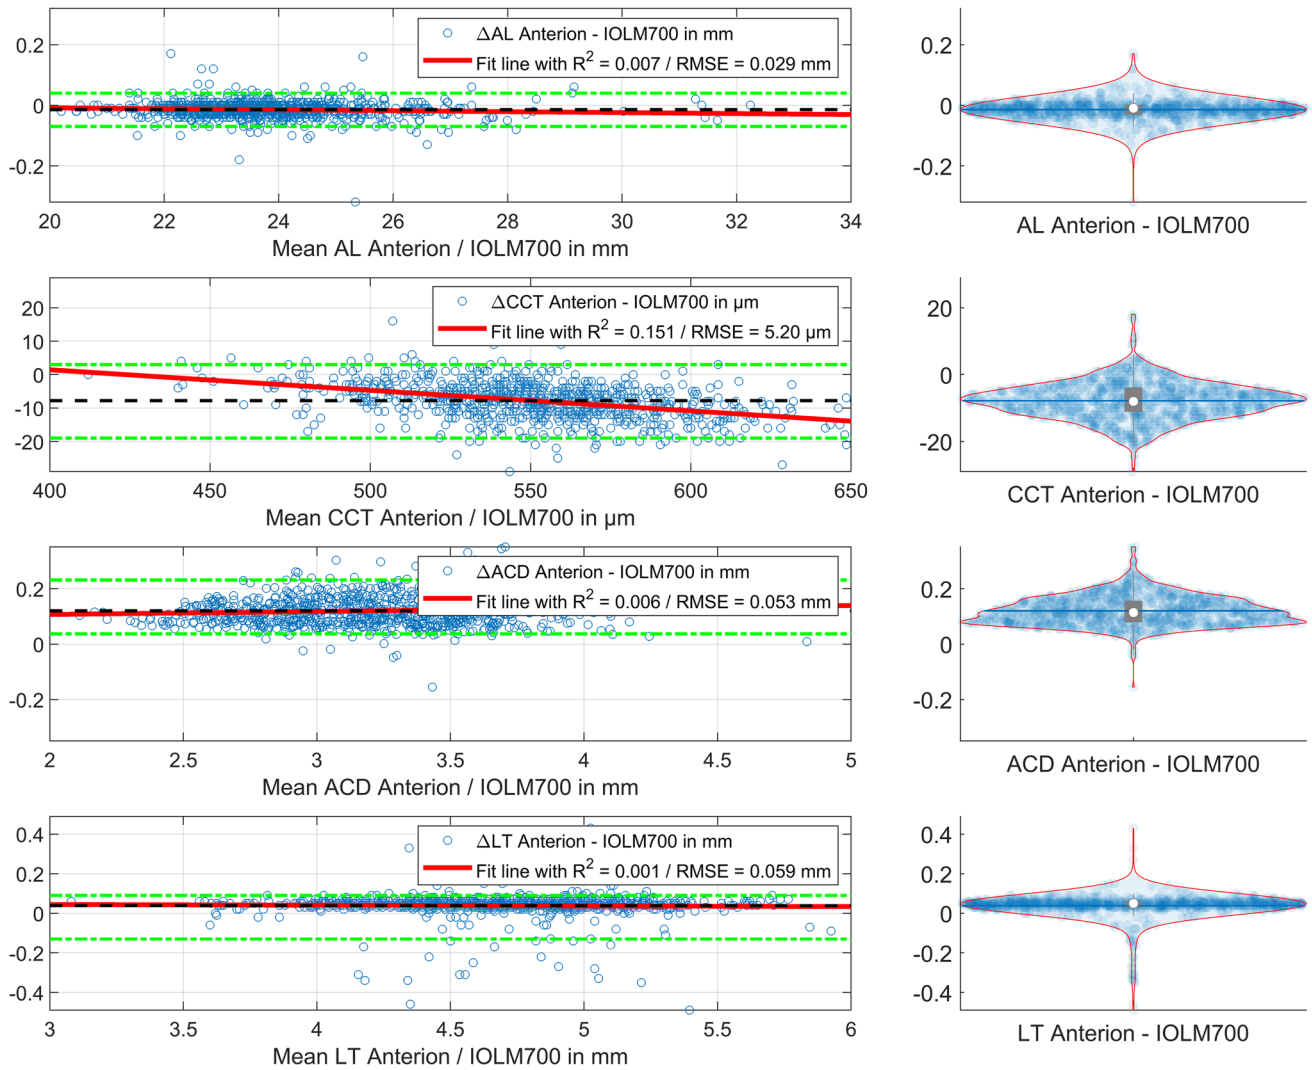 0.2
0
-0.2
ΔAL Anterion - IOLM700 in mm
Fit line with R² = 0.007 / RMSE = 0.029 mm
20 22 24 26 28 30 32 34
Mean AL Anterion / IOLM700 in mm
0.2
0
-0.2
AL Anterion - IOLM700
20
10
0
-10
-20
ΔCCT Anterion - IOLM700 in µm
Fit line with R² = 0.151 / RMSE = 5.20 µm
400 450 500 550 600 650
Mean CCT Anterion / IOLM700 in µm
20
0
-20
CCT Anterion - IOLM700
0.2
0
-0.2
ΔACD Anterion - IOLM700 in mm
Fit line with R² = 0.006 / RMSE = 0.053 mm
2 2.5 3 3.5 4 4.5 5
Mean ACD Anterion / IOLM700 in mm
0.2
0
-0.2
ACD Anterion - IOLM700
0.4
0.2
0
-0.2
-0.4
ΔLT Anterion - IOLM700 in mm
Fit line with R² = 0.001 / RMSE = 0.059 mm
3 3.5 4 4.5 5 5.5 6
Mean LT Anterion / IOLM700 in mm
0.4
0.2
0
-0.2
-0.4
LT Anterion - IOLM700